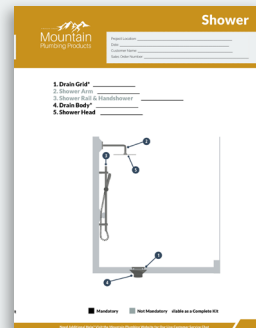 Shower
Mountain
Plumbing Products
Project Location:
Date:
Customer Name:
Sales Order Number:
1. Drain Grid*
2. Shower Arm
3. Shower Rail & Handshower
4. Drain Body*
5. Shower Head
2
3
5
1
4
Mandatory
Not Mandatory
*Available as a Complete Kit